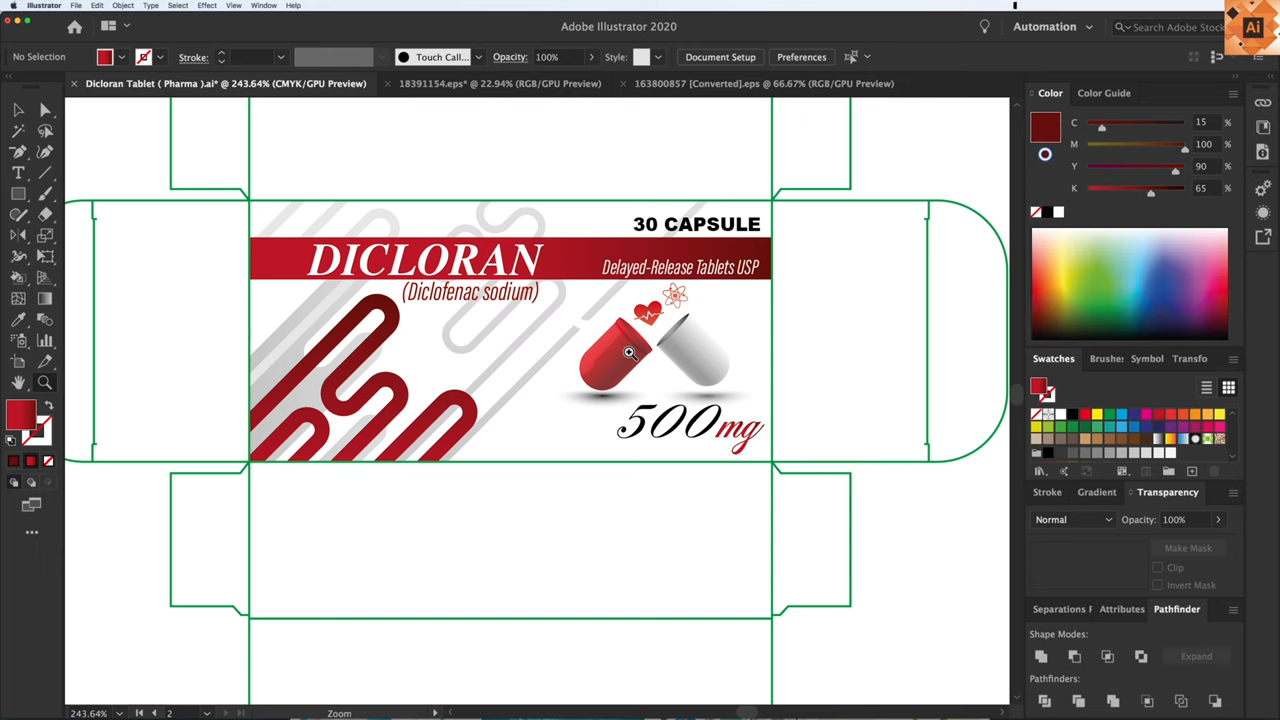 Illustrator File Edit Object Type Select Effect View Window Help
Adobe Illustrator 2020
Automation
Search Adobe Stock
Ai
No Selection
Stroke:
Touch Call...
Opacity: 100%
Style:
Document Setup
Preferences
Dicloran Tablet ( Pharma ).ai* @ 243.64% (CMYK/GPU Preview)
18391154.eps* @ 22.94% (RGB/GPU Preview)
163800857 [Converted].eps @ 66.67% (RGB/GPU Preview)
Color Color Guide
C 15 %
M 100 %
Y 90 %
K 65 %
30 CAPSULE
DICLORAN
Delayed-Release Tablets USP
(Diclofenac sodium)
500mg
Swatches Brushe: Symbol Transfo
Stroke Gradient Transparency
Normal Opacity: 100%
Make Mask
Clip
Invert Mask
Separations F Attributes Pathfinder
Shape Modes:
Expand
Pathfinders:
243.64% 2 Zoom